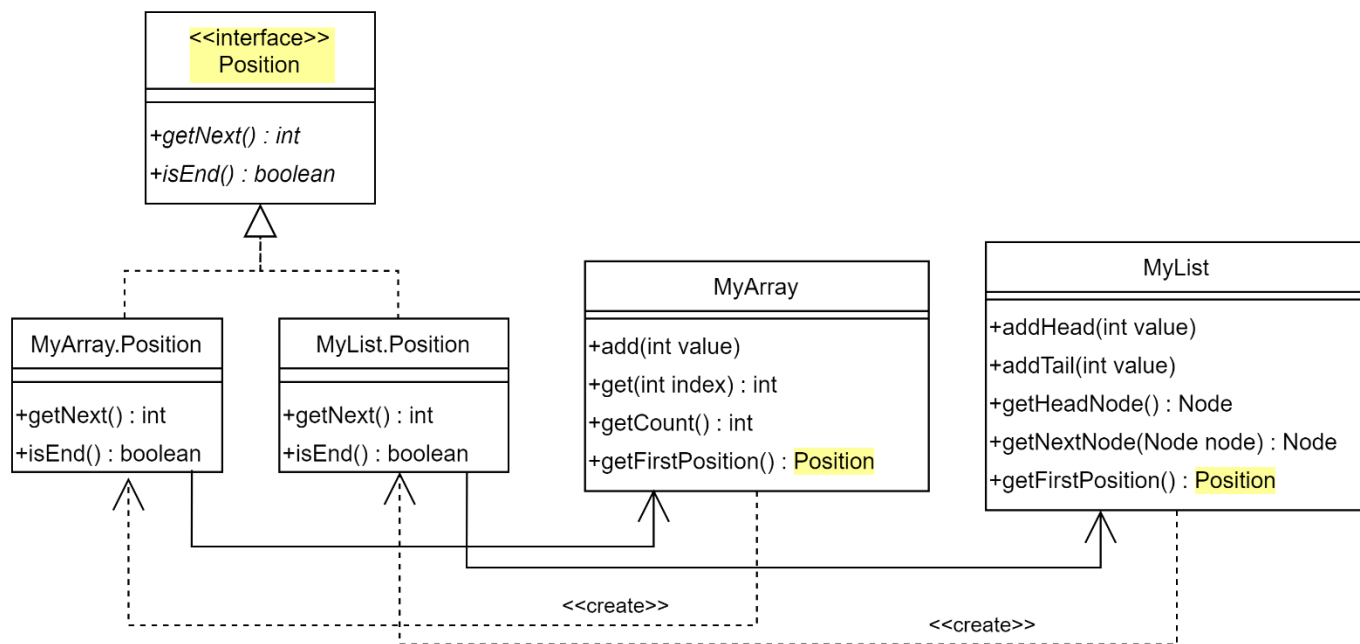 <<interface>>
Position
+getNext() : int
+isEnd() : boolean
MyArray.Position
+getNext() : int
+isEnd() : boolean
MyList.Position
+getNext() : int
+isEnd() : boolean
MyArray
+add(int value)
+get(int index) : int
+getCount() : int
+getFirstPosition() : Position
MyList
+addHead(int value)
+addTail(int value)
+getHeadNode() : Node
+getNextNode(Node node) : Node
+getFirstPosition() : Position
<<create>>
<<create>>